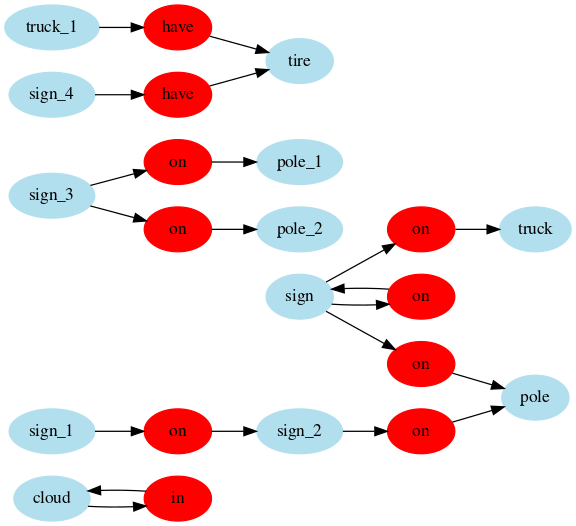 truck_1 have
tire
sign_4 have
on pole_1
sign_3
on pole_2
on truck
sign on
on
pole
sign_1 on sign_2 on
cloud in